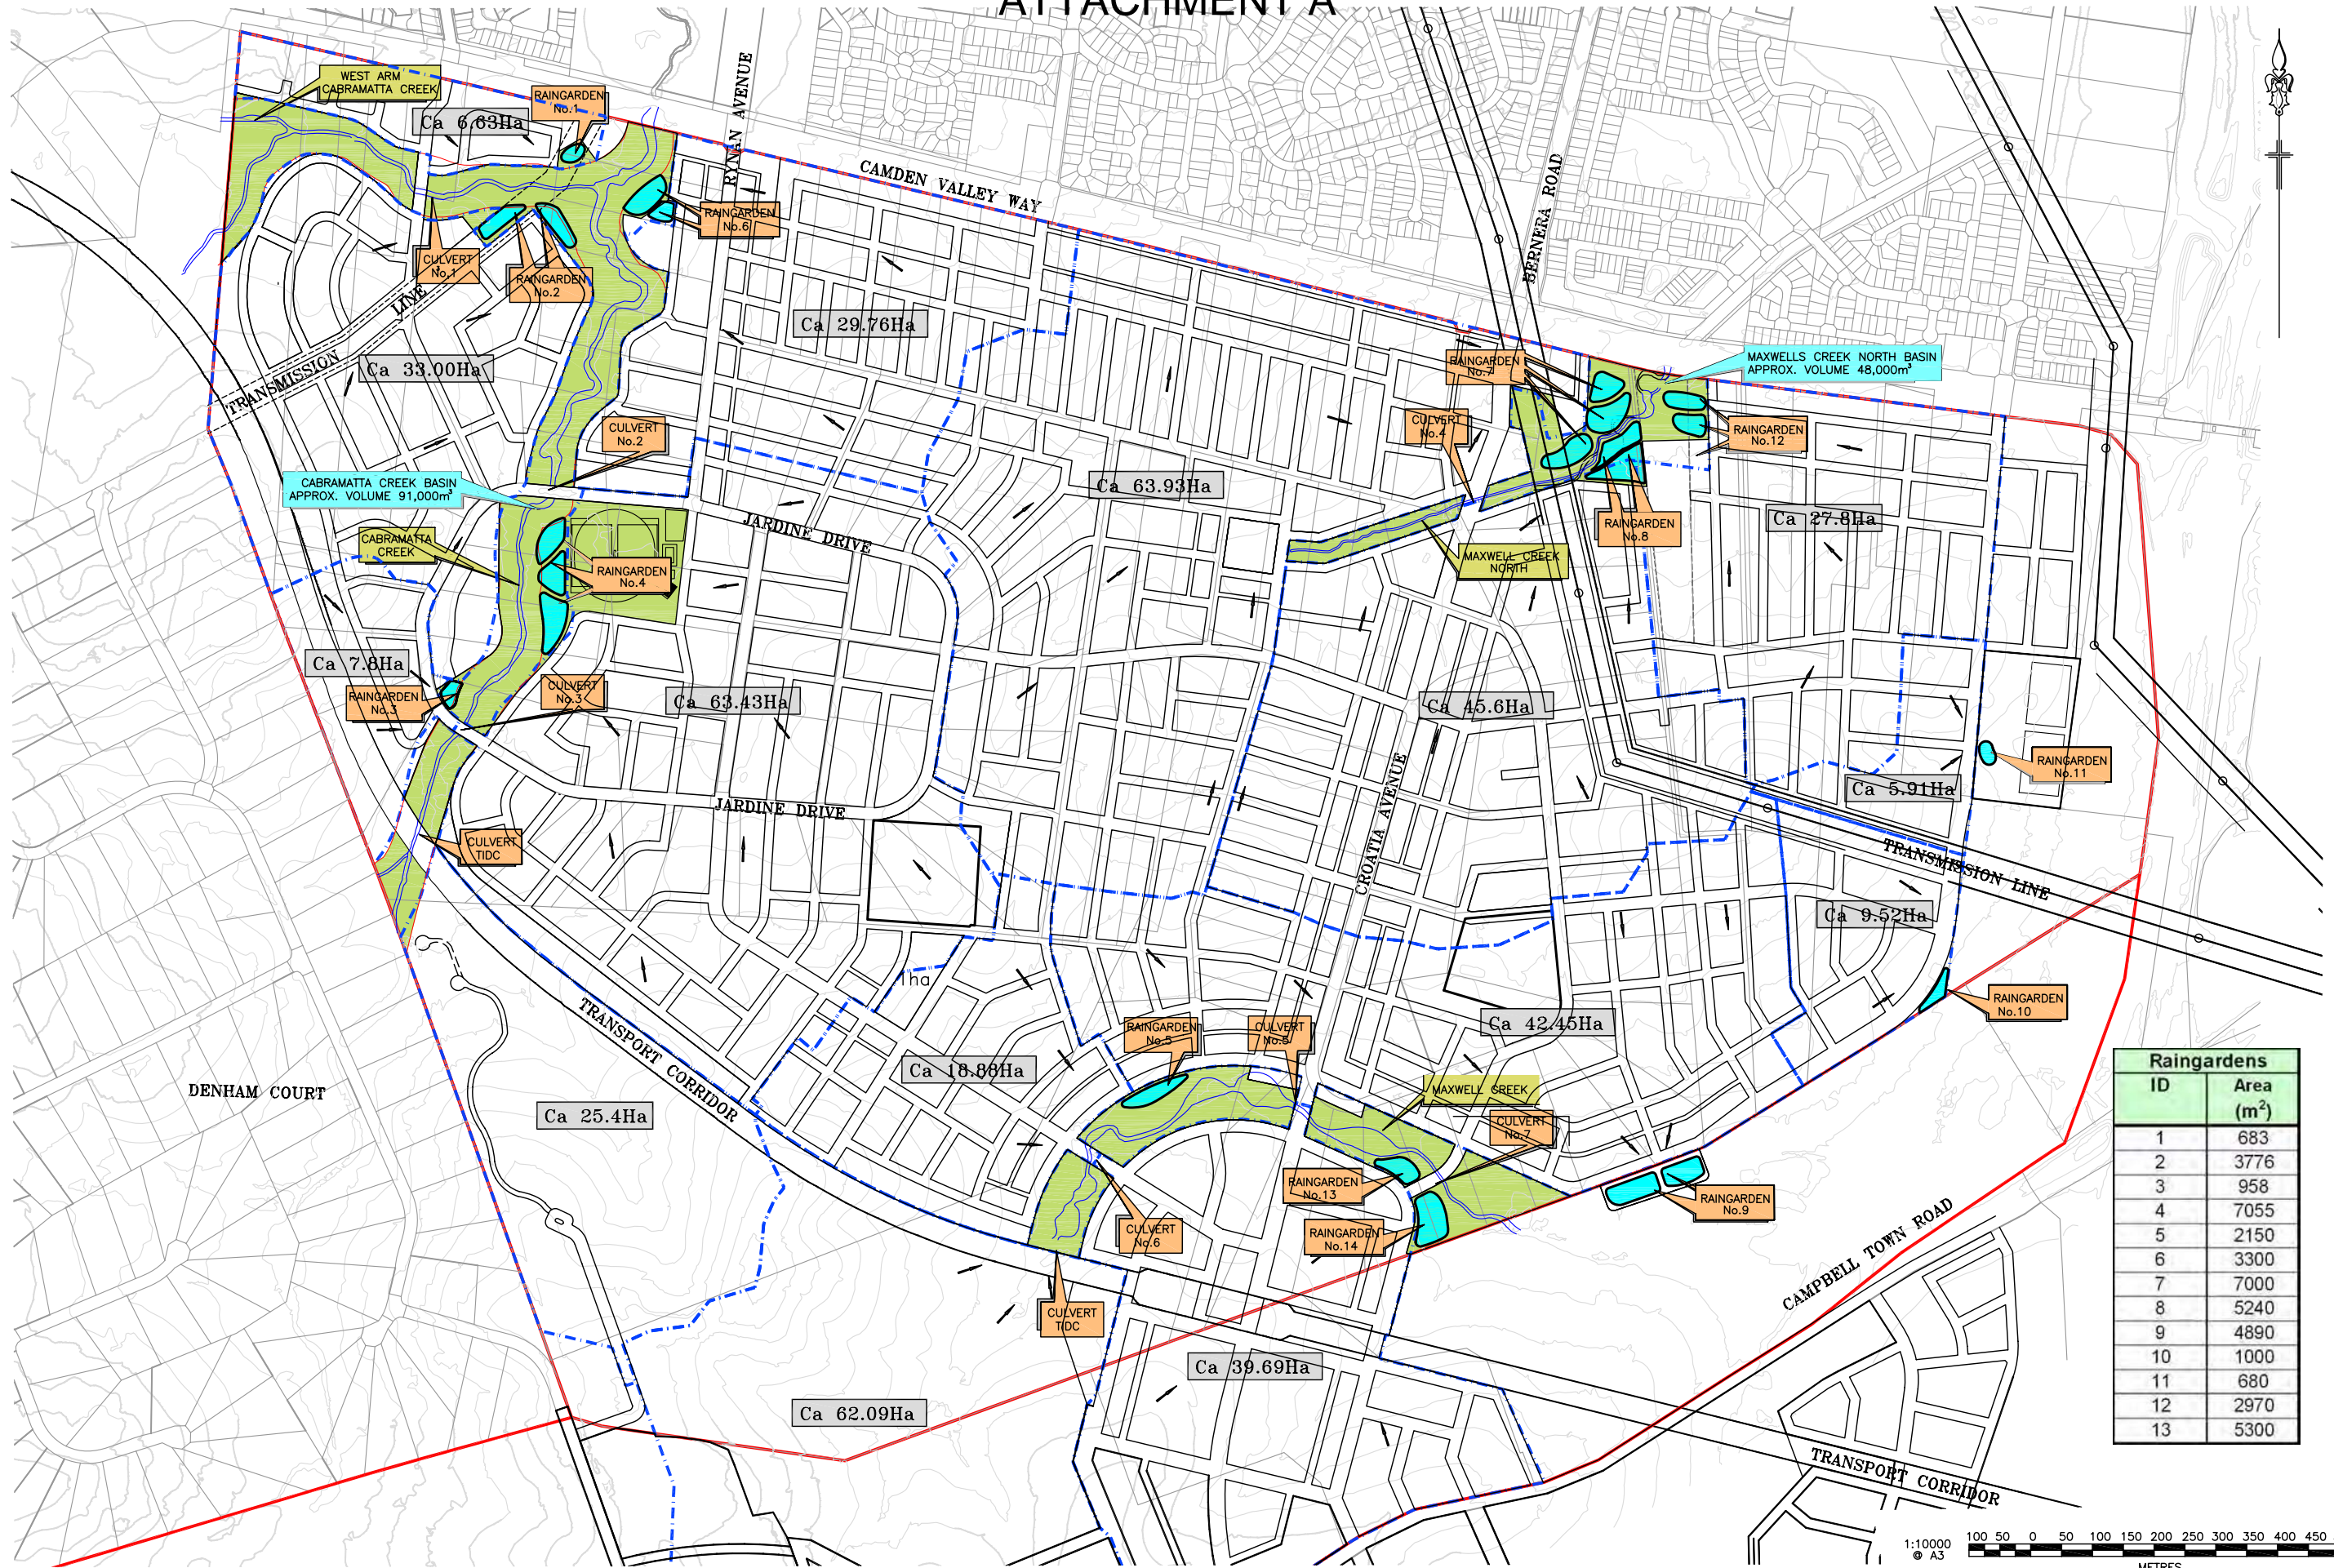 ATTACHMENT A
WEST ARM
CABRAMATTA CREEK
RAINGARDEN
No.1
Ca 6.63Ha
RYNAN AVENUE
CAMDEN VALLEY WAY
BERNERA ROAD
RAINGARDEN
No.6
CULVERT
No.1
RAINGARDEN
No.2
TRANSMISSION LINE
Ca 29.76Ha
Ca 33.00Ha
RAINGARDEN
No.7
MAXWELLS CREEK NORTH BASIN
APPROX. VOLUME 48,000m³
CULVERT
No.2
CULVERT
No.4
RAINGARDEN
No.12
CABRAMATTA CREEK BASIN
APPROX. VOLUME 91,000m³
Ca 63.93Ha
JARDINE DRIVE
RAINGARDEN
No.8
Ca 27.8Ha
CABRAMATTA
CREEK
RAINGARDEN
No.4
MAXWELL CREEK
NORTH
Ca 7.8Ha
RAINGARDEN
No.3
CULVERT
No.3
Ca 63.43Ha
Ca 45.6Ha
CROATIA AVENUE
RAINGARDEN
No.11
Ca 5.91Ha
JARDINE DRIVE
CULVERT
TIDC
TRANSMISSION LINE
Ca 9.52Ha
1ha
TRANSPORT CORRIDOR
RAINGARDEN
No.10
RAINGARDEN
No.5
CULVERT
No.5
Ca 42.45Ha
Ca 18.88Ha
DENHAM COURT
Ca 25.4Ha
MAXWELL CREEK
CULVERT
No.7
RAINGARDEN
No.13
RAINGARDEN
No.9
CULVERT
No.6
RAINGARDEN
No.14
CULVERT
TIDC
CAMPBELL TOWN ROAD
Ca 39.69Ha
Ca 62.09Ha
TRANSPORT CORRIDOR
Raingardens
ID Area (m²)
1 683
2 3776
3 958
4 7055
5 2150
6 3300
7 7000
8 5240
9 4890
10 1000
11 680
12 2970
13 5300
1:10000
@ A3
100 50 0 50 100 150 200 250 300 350 400 450
METRES